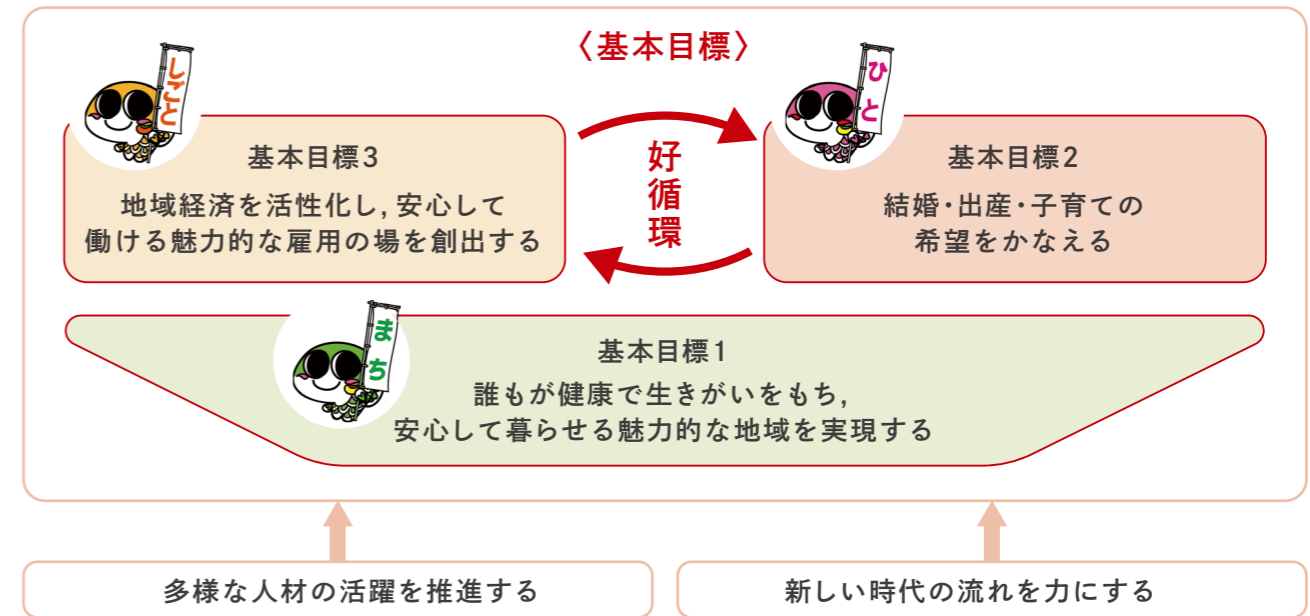 〈基本目標〉
しごと
基本目標3
地域経済を活性化し,安心して
働ける魅力的な雇用の場を創出する
好循環
ひと
基本目標2
結婚・出産・子育ての
希望をかなえる
まち
基本目標1
誰もが健康で生きがいをもち,
安心して暮らせる魅力的な地域を実現する
多様な人材の活躍を推進する
新しい時代の流れを力にする